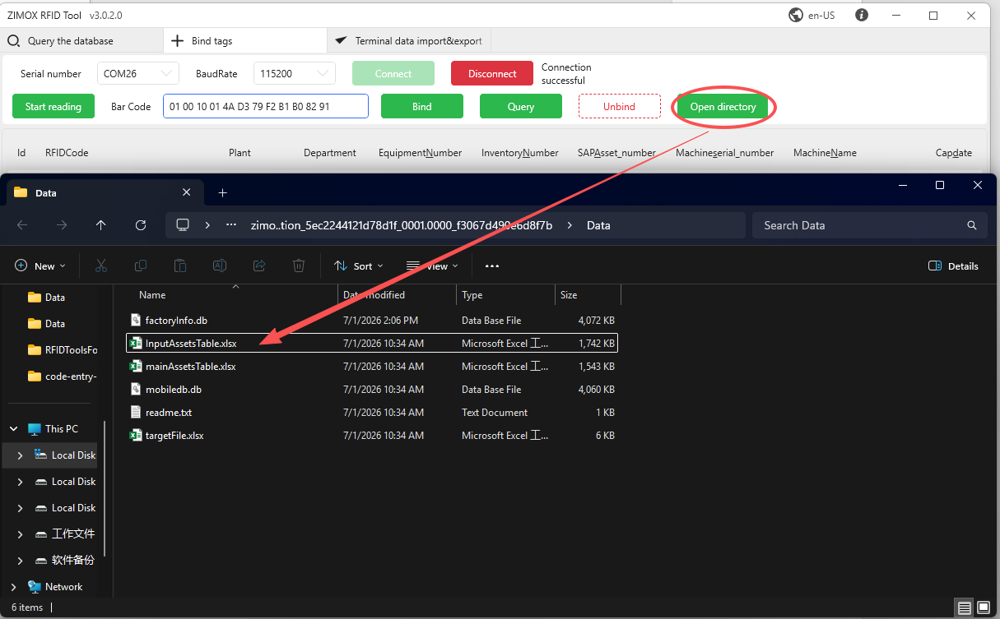 ZIMOX RFID Tool v3.0.2.0 en-US
Query the database Bind tags Terminal data import&export
Serial number COM26 BaudRate 115200 Connect Disconnect Connection successful
Start reading Bar Code 01 00 10 01 4A D3 79 F2 B1 B0 82 91 Bind Query Unbind Open directory
Id RFIDCode Plant Department EquipmentNumber InventoryNumber SAPAsset_number Machineserial_number MachineName Capdate
Data
zimo..tion_5ec2244121d78d1f_0001.0000_f3067d490e6d8f7b Data Search Data
New Sort View Details
Name Date modified Type Size
Data
Data
RFIDToolsFo
code-entry-
This PC
Local Disk
Local Disk
Local Disk
工作文件
软件备份
Network
factoryInfo.db 7/1/2026 2:06 PM Data Base File 4,072 KB
InputAssetsTable.xlsx 7/1/2026 10:34 AM Microsoft Excel 工... 1,742 KB
mainAssetsTable.xlsx 7/1/2026 10:34 AM Microsoft Excel 工... 1,543 KB
mobiledb.db 7/1/2026 10:34 AM Data Base File 4,060 KB
readme.txt 7/1/2026 10:34 AM Text Document 1 KB
targetFile.xlsx 7/1/2026 10:34 AM Microsoft Excel 工... 6 KB
6 items